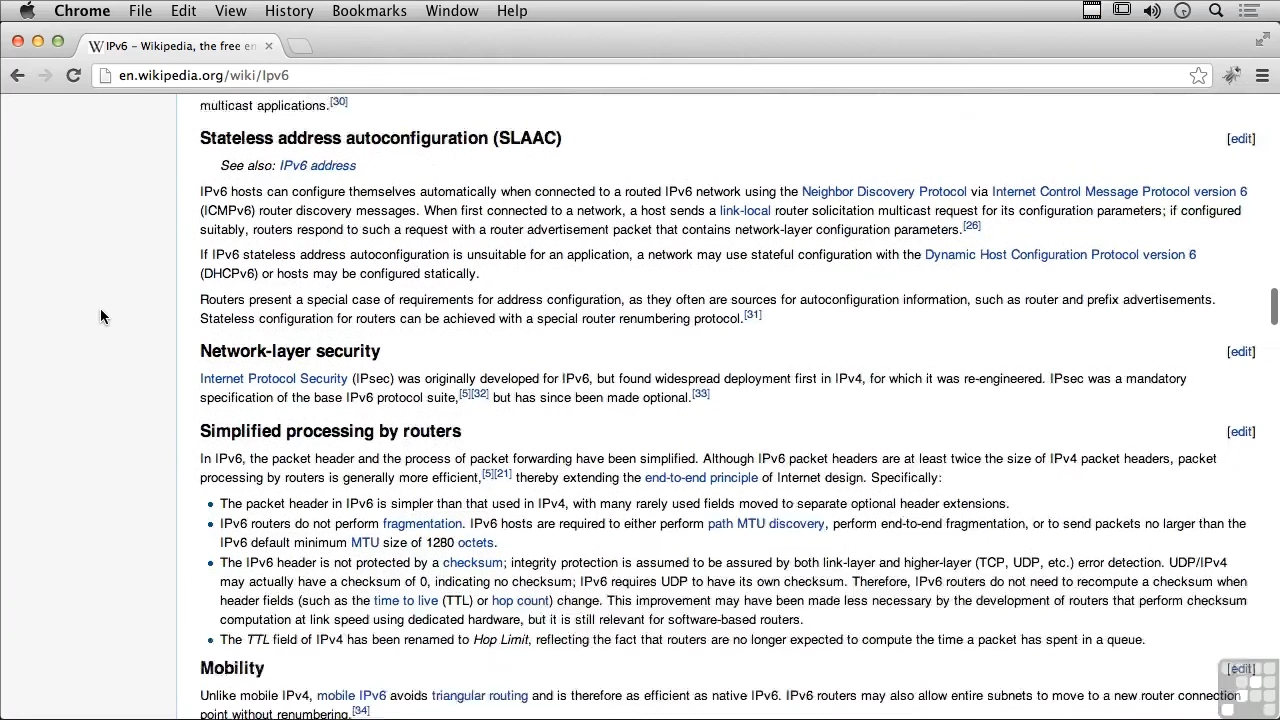 Chrome File Edit View History Bookmarks Window Help
IPv6 – Wikipedia, the free en
en.wikipedia.org/wiki/Ipv6
multicast applications.[30]
Stateless address autoconfiguration (SLAAC) [edit]
See also: IPv6 address
IPv6 hosts can configure themselves automatically when connected to a routed IPv6 network using the Neighbor Discovery Protocol via Internet Control Message Protocol version 6
(ICMPv6) router discovery messages. When first connected to a network, a host sends a link-local router solicitation multicast request for its configuration parameters; if configured
suitably, routers respond to such a request with a router advertisement packet that contains network-layer configuration parameters.[26]
If IPv6 stateless address autoconfiguration is unsuitable for an application, a network may use stateful configuration with the Dynamic Host Configuration Protocol version 6
(DHCPv6) or hosts may be configured statically.
Routers present a special case of requirements for address configuration, as they often are sources for autoconfiguration information, such as router and prefix advertisements.
Stateless configuration for routers can be achieved with a special router renumbering protocol.[31]
Network-layer security [edit]
Internet Protocol Security (IPsec) was originally developed for IPv6, but found widespread deployment first in IPv4, for which it was re-engineered. IPsec was a mandatory
specification of the base IPv6 protocol suite,[5][32] but has since been made optional.[33]
Simplified processing by routers [edit]
In IPv6, the packet header and the process of packet forwarding have been simplified. Although IPv6 packet headers are at least twice the size of IPv4 packet headers, packet
processing by routers is generally more efficient,[5][21] thereby extending the end-to-end principle of Internet design. Specifically:
• The packet header in IPv6 is simpler than that used in IPv4, with many rarely used fields moved to separate optional header extensions.
• IPv6 routers do not perform fragmentation. IPv6 hosts are required to either perform path MTU discovery, perform end-to-end fragmentation, or to send packets no larger than the
IPv6 default minimum MTU size of 1280 octets.
• The IPv6 header is not protected by a checksum; integrity protection is assumed to be assured by both link-layer and higher-layer (TCP, UDP, etc.) error detection. UDP/IPv4
may actually have a checksum of 0, indicating no checksum; IPv6 requires UDP to have its own checksum. Therefore, IPv6 routers do not need to recompute a checksum when
header fields (such as the time to live (TTL) or hop count) change. This improvement may have been made less necessary by the development of routers that perform checksum
computation at link speed using dedicated hardware, but it is still relevant for software-based routers.
• The TTL field of IPv4 has been renamed to Hop Limit, reflecting the fact that routers are no longer expected to compute the time a packet has spent in a queue.
Mobility [edit]
Unlike mobile IPv4, mobile IPv6 avoids triangular routing and is therefore as efficient as native IPv6. IPv6 routers may also allow entire subnets to move to a new router connection
point without renumbering.[34]